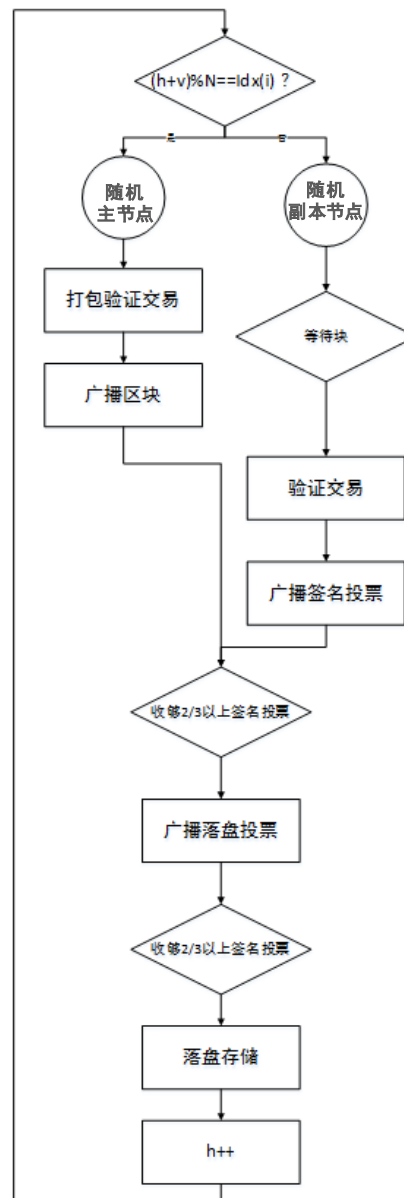 (h+v)%N==Idx(i) ?
是
否
随机
主节点
随机
副本节点
打包验证交易
等待块
广播区块
验证交易
广播签名投票
收够2/3以上签名投票
广播落盘投票
收够2/3以上签名投票
落盘存储
h++